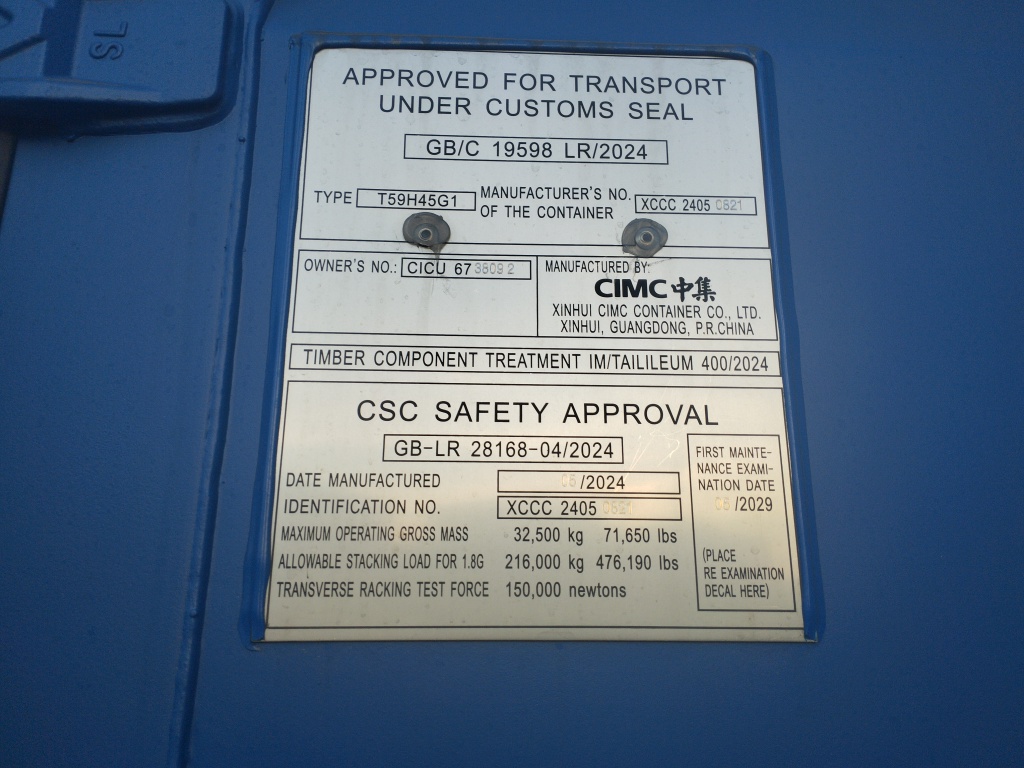 SL
APPROVED FOR TRANSPORT
UNDER CUSTOMS SEAL
GB/C 19598 LR/2024
TYPE T59H45G1
MANUFACTURER'S NO.
OF THE CONTAINER
XCCC 2405
OWNER'S NO.: CICU 67
MANUFACTURED BY:
CIMC 中集
XINHUI CIMC CONTAINER CO., LTD.
XINHUI, GUANGDONG, P.R.CHINA
TIMBER COMPONENT TREATMENT IM/TAILILEUM 400/2024
CSC SAFETY APPROVAL
GB-LR 28168-04/2024
DATE MANUFACTURED 05/2024
IDENTIFICATION NO. XCCC 2405
MAXIMUM OPERATING GROSS MASS 32,500 kg 71,650 lbs
ALLOWABLE STACKING LOAD FOR 1.8G 216,000 kg 476,190 lbs
TRANSVERSE RACKING TEST FORCE 150,000 newtons
FIRST MAINTE-
NANCE EXAMI-
NATION DATE
05/2029
(PLACE
RE EXAMINATION
DECAL HERE)